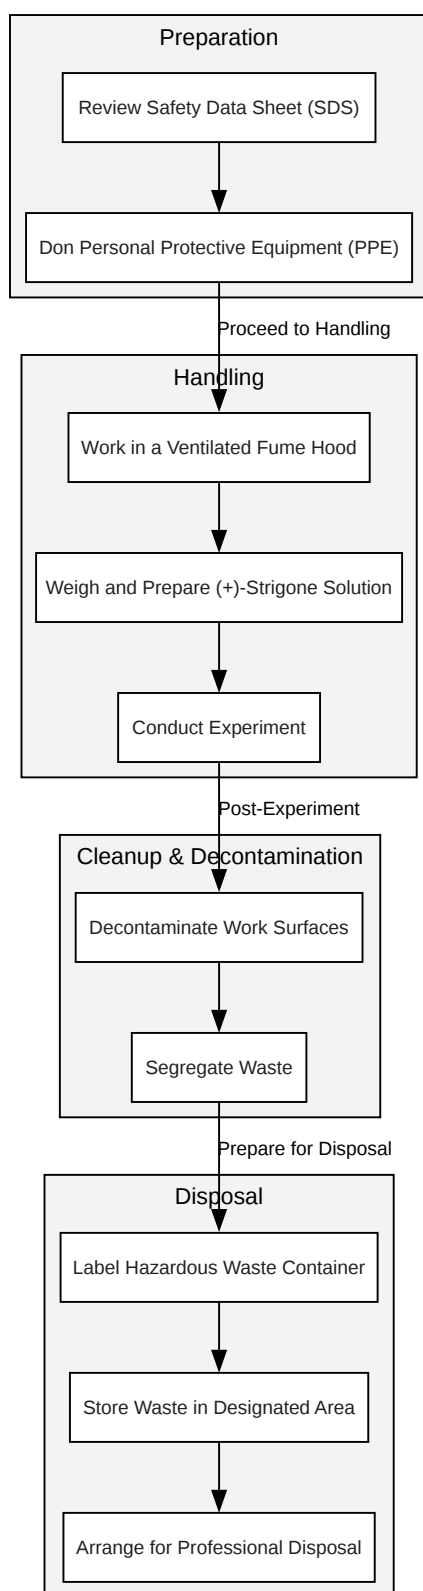 Preparation
Review Safety Data Sheet (SDS)
Don Personal Protective Equipment (PPE)
Proceed to Handling
Handling
Work in a Ventilated Fume Hood
Weigh and Prepare (+)-Strigone Solution
Conduct Experiment
Post-Experiment
Cleanup & Decontamination
Decontaminate Work Surfaces
Segregate Waste
Prepare for Disposal
Disposal
Label Hazardous Waste Container
Store Waste in Designated Area
Arrange for Professional Disposal